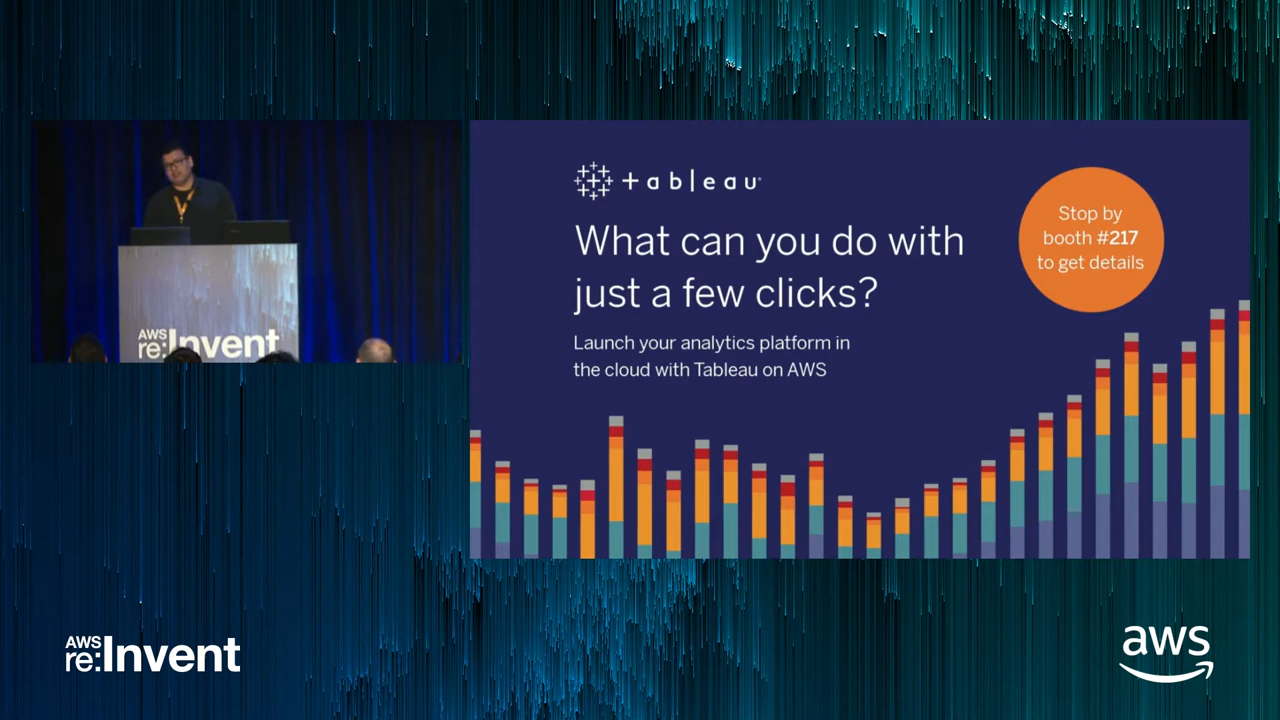 AWS
re:Invent
tableau
What can you do with
just a few clicks?
Launch your analytics platform in
the cloud with Tableau on AWS
Stop by
booth #217
to get details
AWS
re:Invent
aws